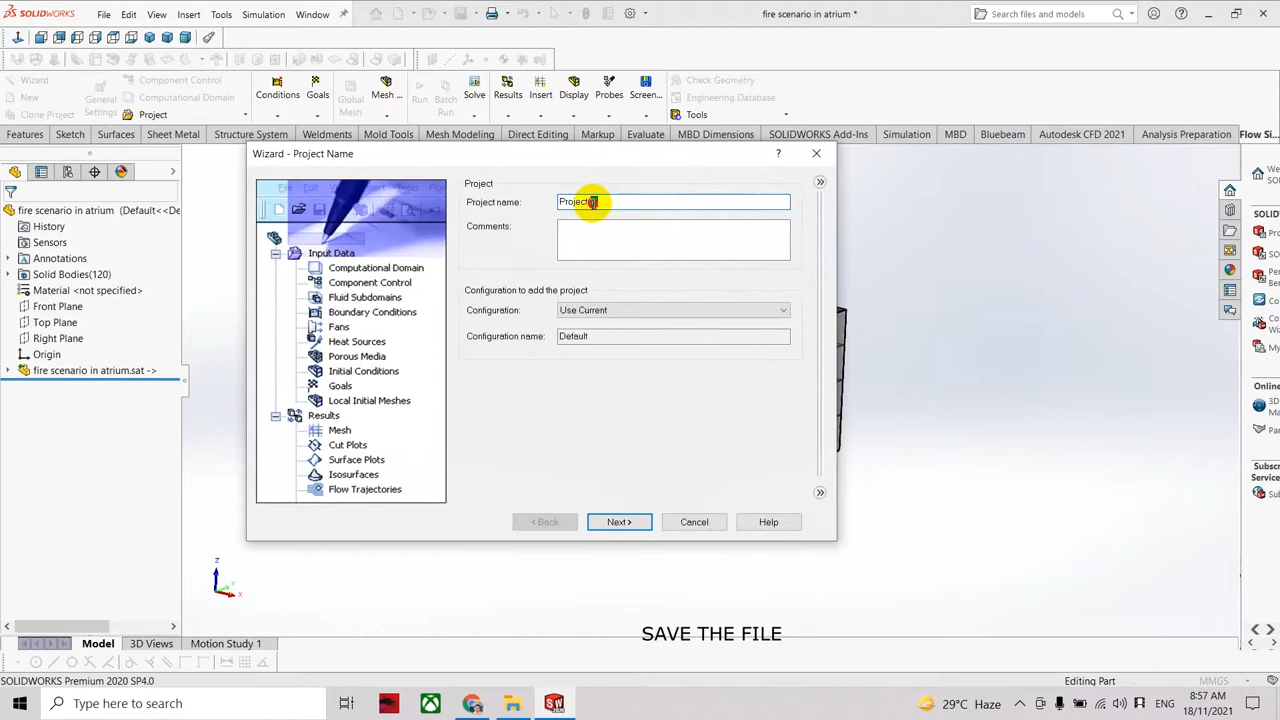 SOLIDWORKS File Edit View Insert Tools Simulation Window fire scenario in atrium * Search files and models
Wizard Component Control Check Geometry
New General Settings Computational Domain Conditions Goals Global Mesh Mesh ... Run Batch Run Solve Results Insert Display Probes Screen... Engineering Database
Clone Project Project Tools
Features Sketch Surfaces Sheet Metal Structure System Weldments Mold Tools Mesh Modeling Direct Editing Markup Evaluate MBD Dimensions SOLIDWORKS Add-Ins Simulation MBD Bluebeam Autodesk CFD 2021 Analysis Preparation Flow Si...
fire scenario in atrium (Default<<De
History
Sensors
Annotations
Solid Bodies(120)
Material <not specified>
Front Plane
Top Plane
Right Plane
Origin
fire scenario in atrium.sat ->
Wizard - Project Name
Input Data
Computational Domain
Component Control
Fluid Subdomains
Boundary Conditions
Fans
Heat Sources
Porous Media
Initial Conditions
Goals
Local Initial Meshes
Results
Mesh
Cut Plots
Surface Plots
Isosurfaces
Flow Trajectories
Project
Project name: Project
Comments:
Configuration to add the project
Configuration: Use Current
Configuration name: Default
< Back Next > Cancel Help
Z
Y
X
SAVE THE FILE
Model 3D Views Motion Study 1
SOLIDWORKS Premium 2020 SP4.0 Editing Part MMGS
Type here to search 29°C Haze ENG 8:57 AM
18/11/2021